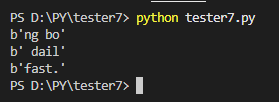 PS D:\PY\tester7> python tester7.py
b'ng bo'
b' dail'
b'fast.'
PS D:\PY\tester7>